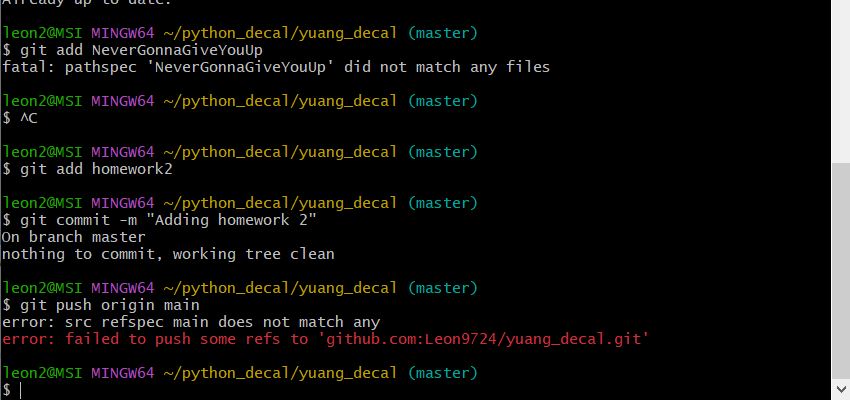 Already up to date.
leon2@MSI MINGW64 ~/python_decal/yuang_decal (master)
$ git add NeverGonnaGiveYouUp
fatal: pathspec 'NeverGonnaGiveYouUp' did not match any files
leon2@MSI MINGW64 ~/python_decal/yuang_decal (master)
$ ^C
leon2@MSI MINGW64 ~/python_decal/yuang_decal (master)
$ git add homework2
leon2@MSI MINGW64 ~/python_decal/yuang_decal (master)
$ git commit -m "Adding homework 2"
On branch master
nothing to commit, working tree clean
leon2@MSI MINGW64 ~/python_decal/yuang_decal (master)
$ git push origin main
error: src refspec main does not match any
error: failed to push some refs to 'github.com:Leon9724/yuang_decal.git'
leon2@MSI MINGW64 ~/python_decal/yuang_decal (master)
$